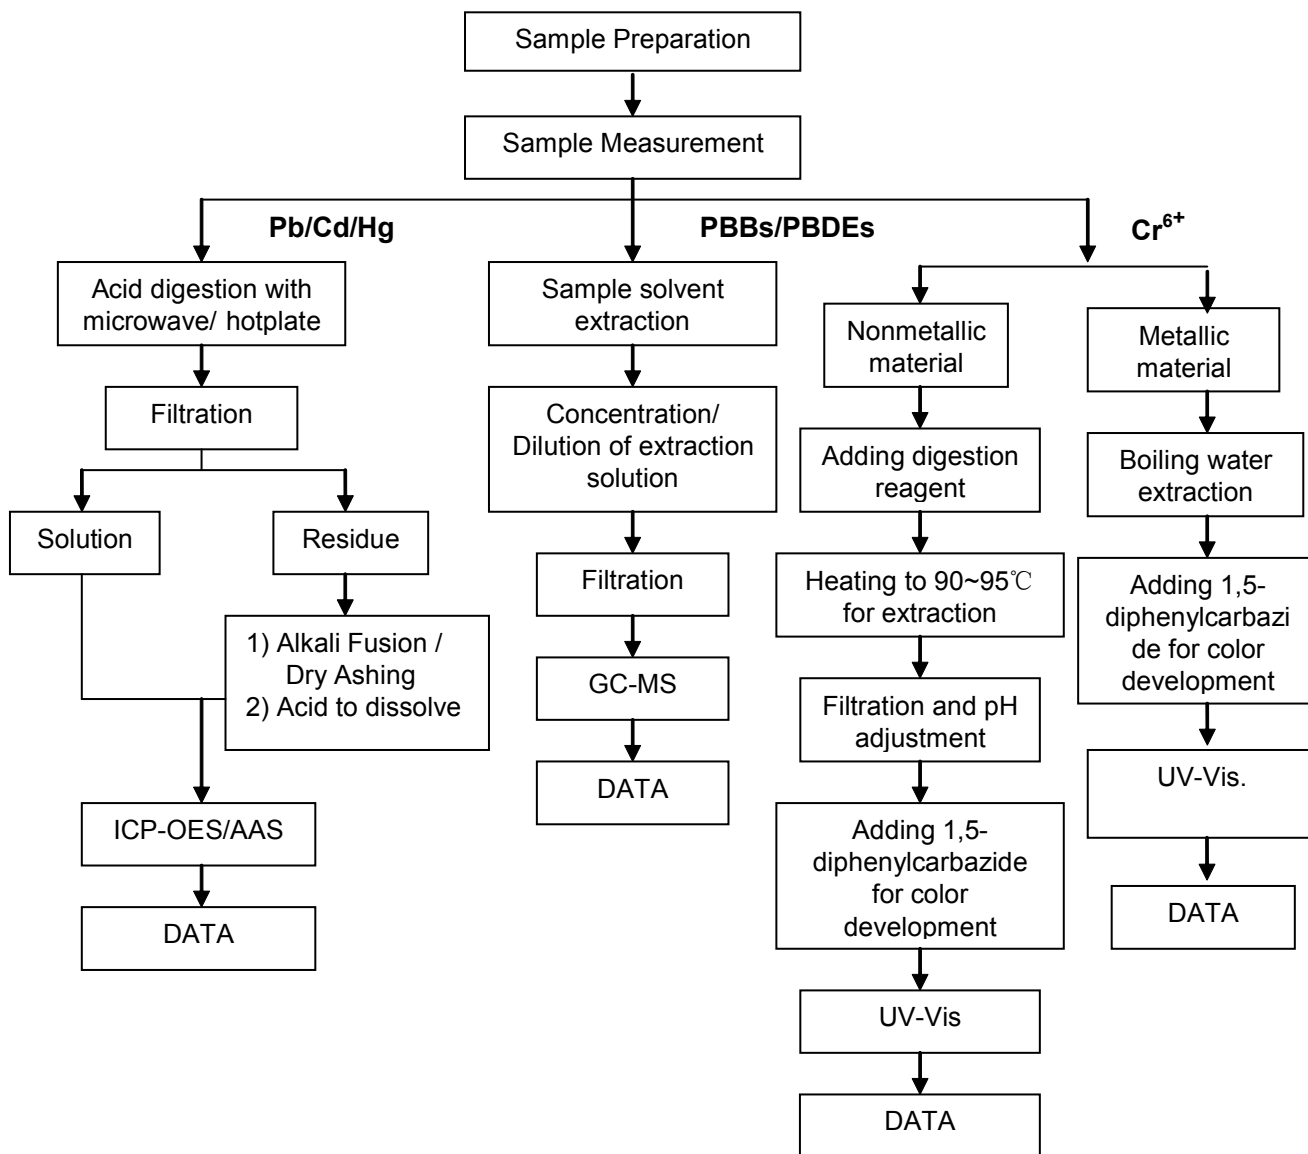 Sample Preparation
Sample Measurement
Pb/Cd/Hg
PBBs/PBDEs
Cr⁶⁺
Acid digestion with
microwave/ hotplate
Filtration
Solution
Residue
1) Alkali Fusion /
Dry Ashing
2) Acid to dissolve
ICP-OES/AAS
DATA
Sample solvent
extraction
Concentration/
Dilution of extraction
solution
Filtration
GC-MS
DATA
Nonmetallic
material
Adding digestion
reagent
Heating to 90~95℃
for extraction
Filtration and pH
adjustment
Adding 1,5-
diphenylcarbazide
for color
development
UV-Vis
DATA
Metallic
material
Boiling water
extraction
Adding 1,5-
diphenylcarbazi
de for color
development
UV-Vis.
DATA